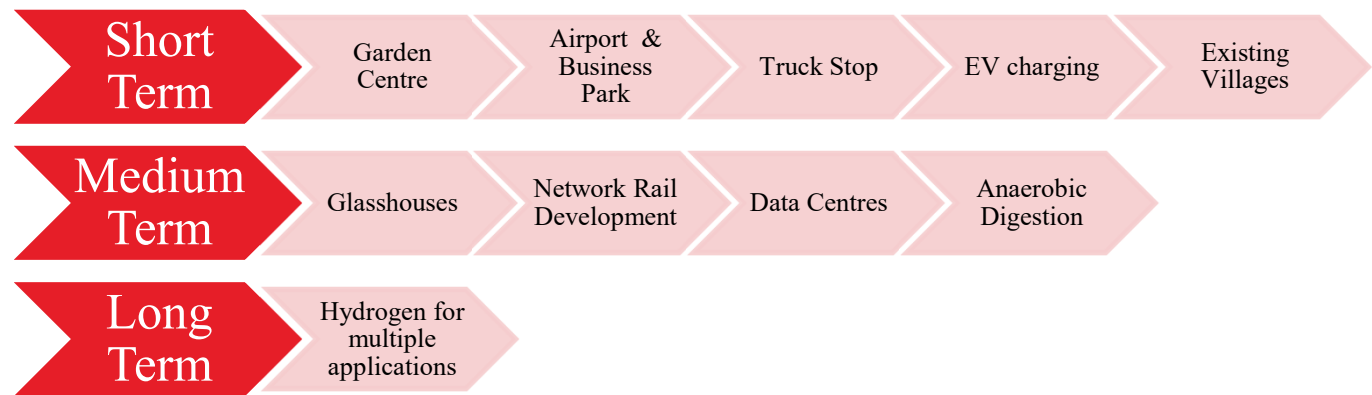 Short
Term
Garden
Centre
Airport &
Business
Park
Truck Stop
EV charging
Existing
Villages
Medium
Term
Glasshouses
Network Rail
Development
Data Centres
Anaerobic
Digestion
Long
Term
Hydrogen for
multiple
applications